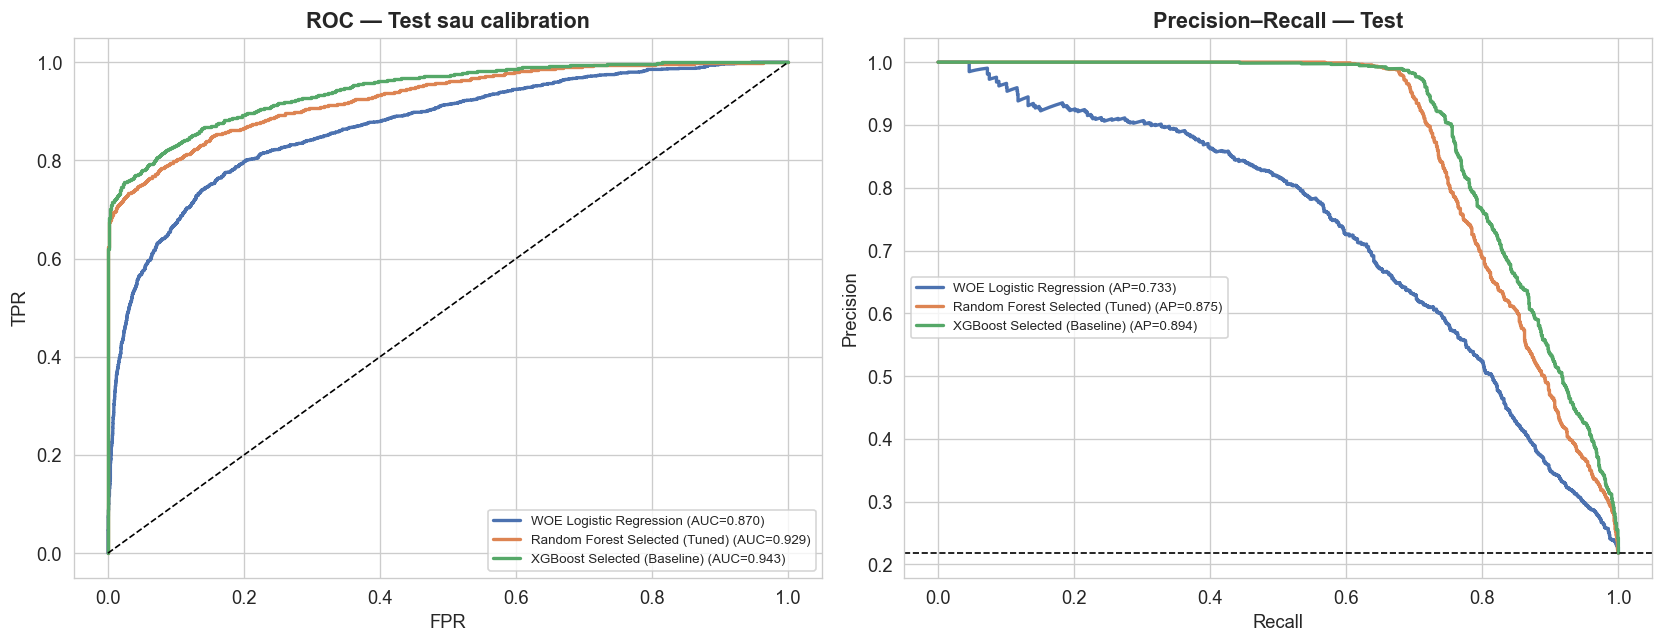 ROC — Test sau calibration
1.0
0.8
0.6
0.4
0.2
0.0
TPR
0.0 0.2 0.4 0.6 0.8 1.0
FPR
WOE Logistic Regression (AUC=0.870)
Random Forest Selected (Tuned) (AUC=0.929)
XGBoost Selected (Baseline) (AUC=0.943)
Precision–Recall — Test
1.0
0.9
0.8
0.7
0.6
0.5
0.4
0.3
0.2
Precision
0.0 0.2 0.4 0.6 0.8 1.0
Recall
WOE Logistic Regression (AP=0.733)
Random Forest Selected (Tuned) (AP=0.875)
XGBoost Selected (Baseline) (AP=0.894)